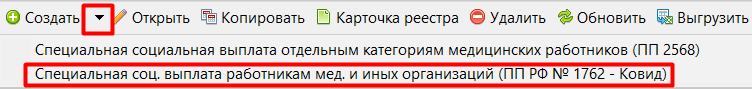 Создать Открыть Копировать Карточка реестра Удалить Обновить Выгрузить
Специальная социальная выплата отдельным категориям медицинских работников (ПП 2568)
Специальная соц. выплата работникам мед. и иных организаций (ПП РФ № 1762 - Ковид)